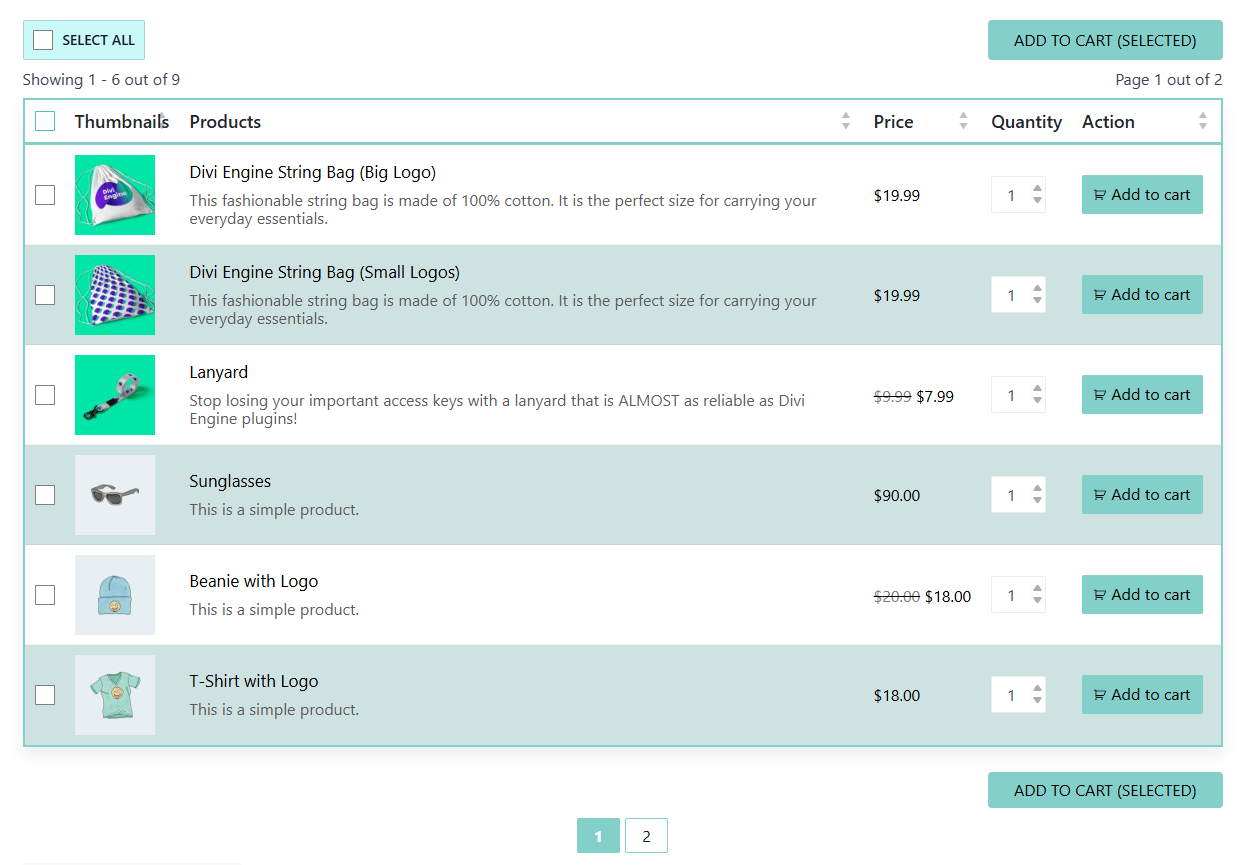 SELECT ALL
ADD TO CART (SELECTED)
Showing 1 - 6 out of 9
Page 1 out of 2
Thumbnails Products Price Quantity Action
Divi Engine
Divi Engine String Bag (Big Logo)
This fashionable string bag is made of 100% cotton. It is the perfect size for carrying your
everyday essentials.
$19.99
1
Add to cart
Divi Engine String Bag (Small Logos)
This fashionable string bag is made of 100% cotton. It is the perfect size for carrying your
everyday essentials.
$19.99
1
Add to cart
Lanyard
Stop losing your important access keys with a lanyard that is ALMOST as reliable as Divi
Engine plugins!
$9.99 $7.99
1
Add to cart
Sunglasses
This is a simple product.
$90.00
1
Add to cart
Beanie with Logo
This is a simple product.
$20.00 $18.00
1
Add to cart
T-Shirt with Logo
This is a simple product.
$18.00
1
Add to cart
ADD TO CART (SELECTED)
1 2